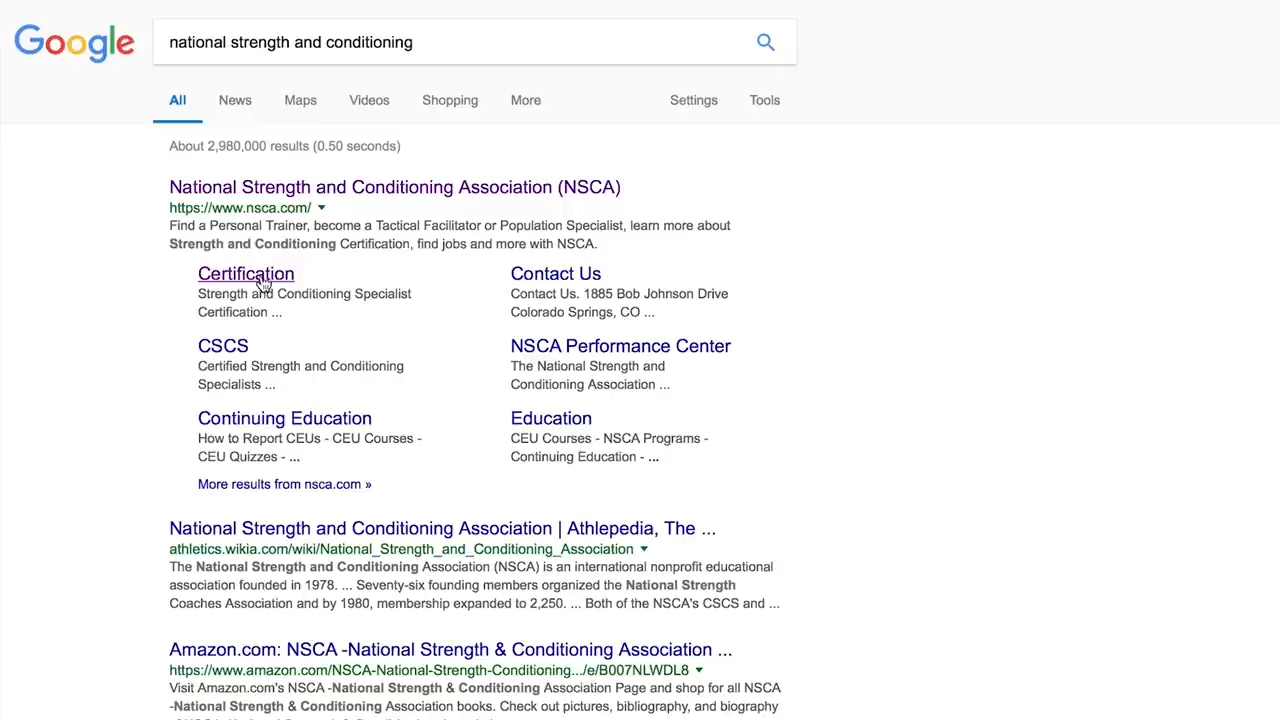 Google
national strength and conditioning
All News Maps Videos Shopping More Settings Tools
About 2,980,000 results (0.50 seconds)
National Strength and Conditioning Association (NSCA)
https://www.nsca.com/
Find a Personal Trainer, become a Tactical Facilitator or Population Specialist, learn more about
Strength and Conditioning Certification, find jobs and more with NSCA.
Certification
Strength and Conditioning Specialist
Certification ...
Contact Us
Contact Us. 1885 Bob Johnson Drive
Colorado Springs, CO ...
CSCS
Certified Strength and Conditioning
Specialists ...
NSCA Performance Center
The National Strength and
Conditioning Association ...
Continuing Education
How to Report CEUs - CEU Courses -
CEU Quizzes - ...
Education
CEU Courses - NSCA Programs -
Continuing Education - ...
More results from nsca.com »
National Strength and Conditioning Association | Athlepedia, The ...
athletics.wikia.com/wiki/National_Strength_and_Conditioning_Association
The National Strength and Conditioning Association (NSCA) is an international nonprofit educational
association founded in 1978. ... Seventy-six founding members organized the National Strength
Coaches Association and by 1980, membership expanded to 2,250. ... Both of the NSCA's CSCS and ...
Amazon.com: NSCA -National Strength & Conditioning Association ...
https://www.amazon.com/NSCA-National-Strength-Conditioning.../e/B007NLWDL8
Visit Amazon.com's NSCA -National Strength & Conditioning Association Page and shop for all NSCA
-National Strength & Conditioning Association books. Check out pictures, bibliography, and biography